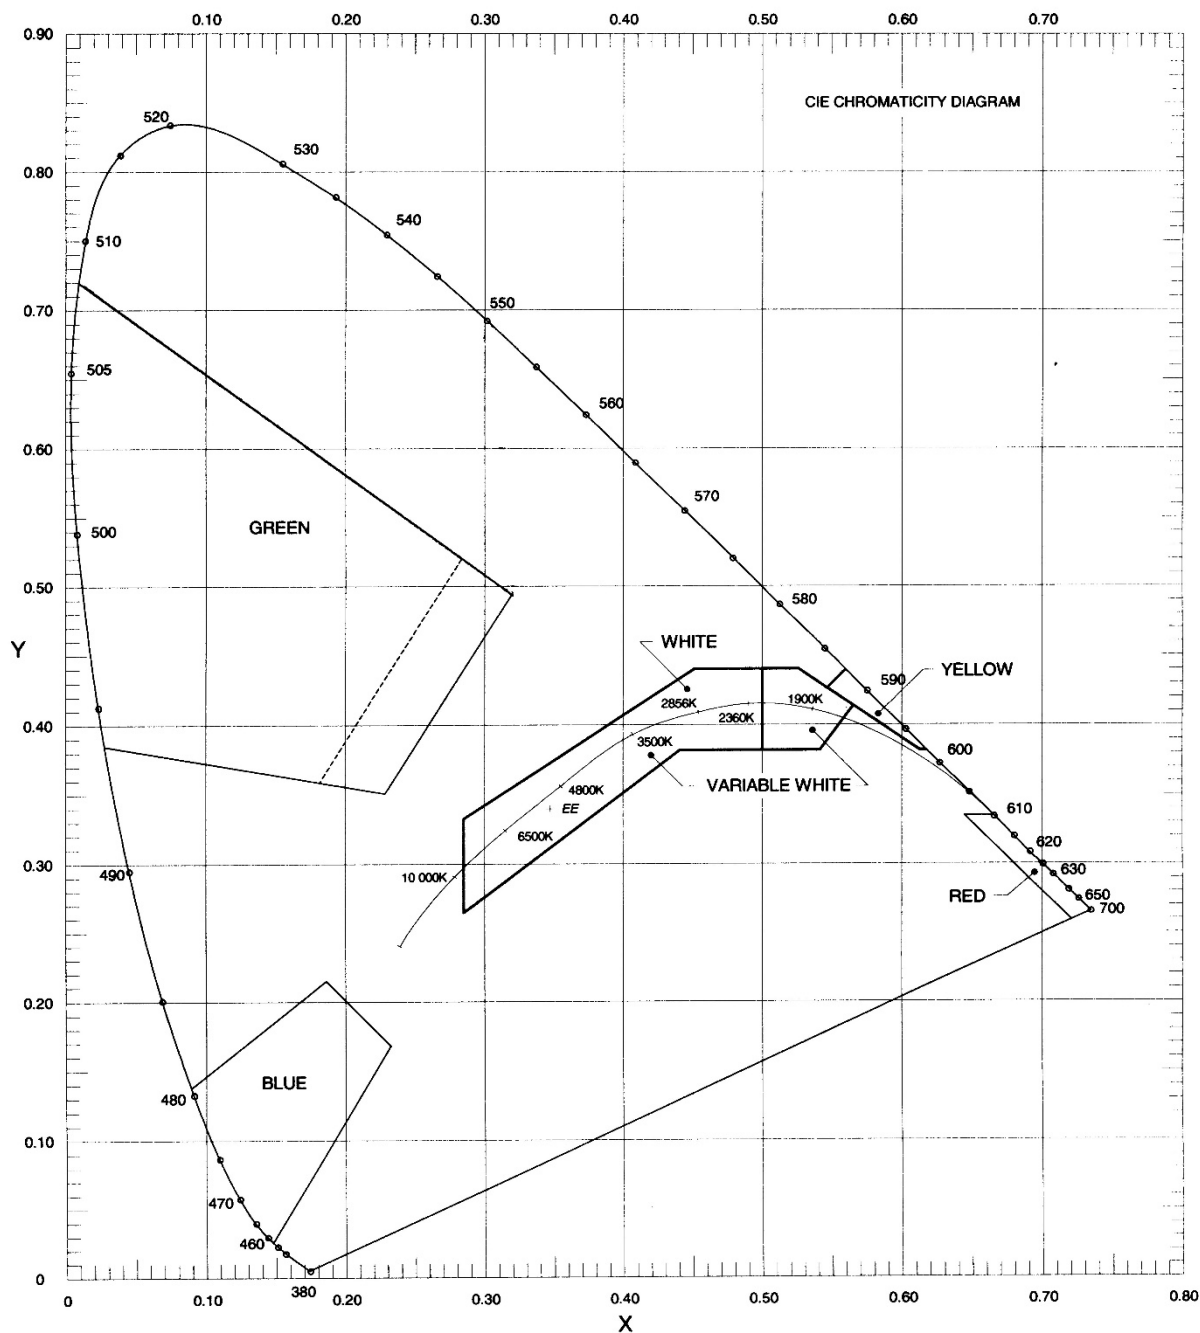 0.10 0.20 0.30 0.40 0.50 0.60 0.70
0.90
CIE CHROMATICITY DIAGRAM
520
530
0.80
540
510
550
0.70
505
560
0.60
570
GREEN
500
580
0.50
Y
WHITE
590
YELLOW
2856K
1900K
2360K
0.40
3500K
600
VARIABLE WHITE
4800K
EE
610
6500K
620
490
0.30
10 000K
630
RED
650
700
0.20
BLUE
480
0.10
470
460
0
380
0 0.10 0.20 0.30 0.40 0.50 0.60 0.70 0.80
X